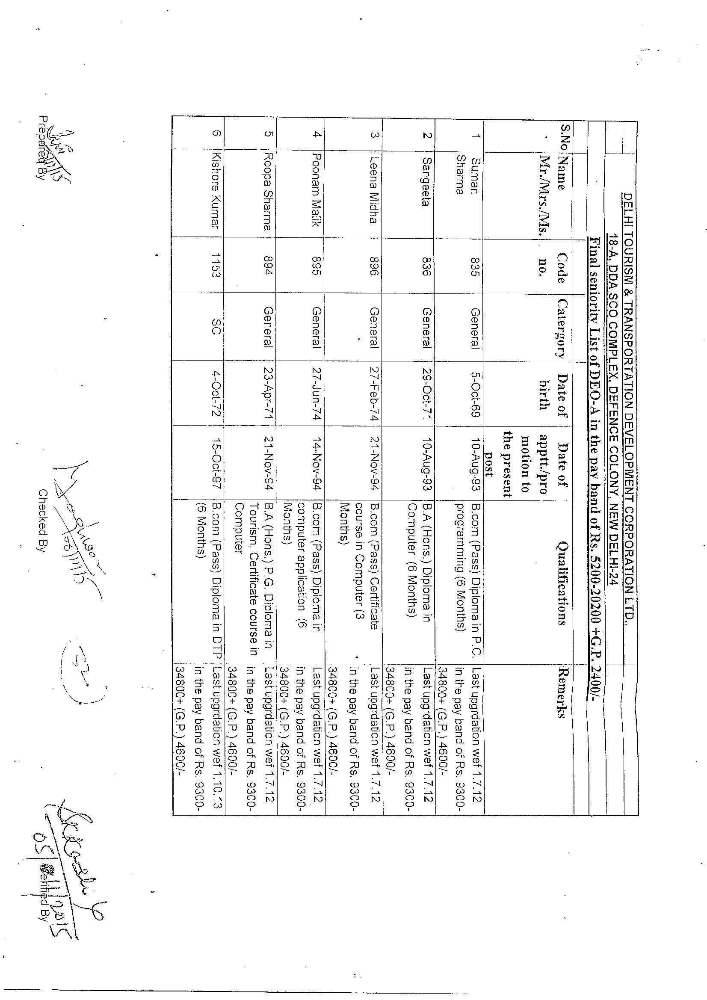 DELHI TOURISM & TRANSPORTATION DEVELOPMENT CORPORATION LTD.,
18-A, DDA SCO COMPLEX, DEFENCE COLONY, NEW DELHI-24
Final seniority List of DEO-A in the pay band of Rs. 5200-20200 +G.P. 2400/-
S.No Name Code Catergory Date of Date of Qualifications Remerks
. Mr./Mrs./Ms. no. birth apptt./pro
motion to
the present
post
1 Suman 835 General 5-Oct-69 10-Aug-93 B.com (Pass) Diploma in P.C. Last upgrdation wef 1.7.12
Sharma programming (6 Months) in the pay band of Rs. 9300-
34800+ (G.P.) 4600/-
2 Sangeeta 836 General 29-Oct-71 10-Aug-93 B.A (Hons.) Diploma in Last upgrdation wef 1.7.12
Computer (6 Months) in the pay band of Rs. 9300-
34800+ (G.P.) 4600/-
3 Leena Midha 896 General 27-Feb-74 21-Nov-94 B.com (Pass) Certificate Last upgrdation wef 1.7.12
course in Computer (3 in the pay band of Rs. 9300-
Months) 34800+ (G.P.) 4600/-
4 Poonam Malik 895 General 27-Jun-74 14-Nov-94 B.com (Pass) Diploma in Last upgrdation wef 1.7.12
computer application (6 in the pay band of Rs. 9300-
Months) 34800+ (G.P.) 4600/-
5 Roopa Sharma 894 General 23-Apr-71 21-Nov-94 B.A (Hons.) P.G. Diploma in Last upgrdation wef 1.7.12
Tourism, Certificate course in in the pay band of Rs. 9300-
Computer 34800+ (G.P.) 4600/-
6 Kishore Kumar 1153 SC 4-Oct-72 15-Oct-97 B.com (Pass) Diploma in DTP Last upgrdation wef 1.10.13
(6 Months) in the pay band of Rs. 9300-
34800+ (G.P.) 4600/-
05/11/2015
Prepared By Checked By Verified By